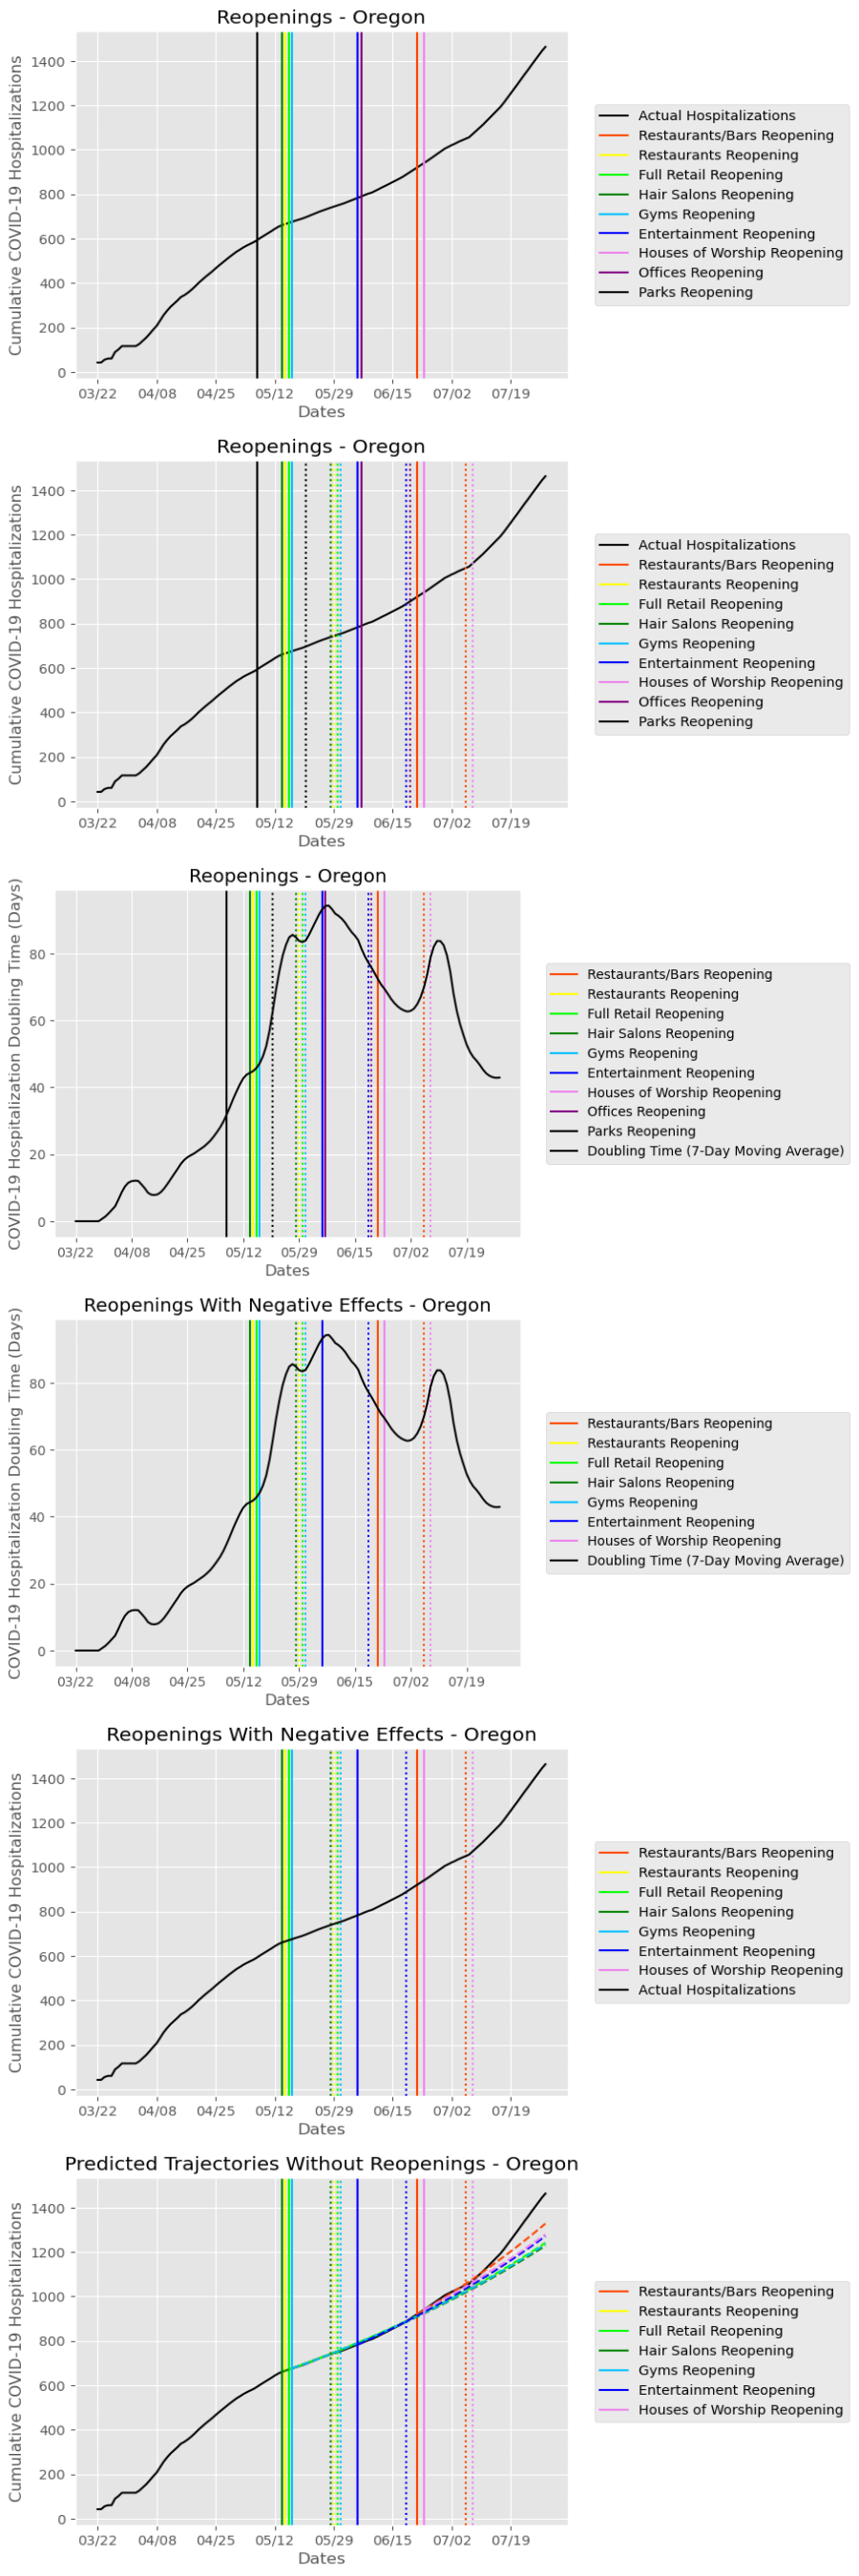 Reopenings - Oregon
Cumulative COVID-19 Hospitalizations
1400
1200
1000
800
600
400
200
0
03/22 04/08 04/25 05/12 05/29 06/15 07/02 07/19
Dates
Actual Hospitalizations
Restaurants/Bars Reopening
Restaurants Reopening
Full Retail Reopening
Hair Salons Reopening
Gyms Reopening
Entertainment Reopening
Houses of Worship Reopening
Offices Reopening
Parks Reopening
Reopenings - Oregon
Cumulative COVID-19 Hospitalizations
1400
1200
1000
800
600
400
200
0
03/22 04/08 04/25 05/12 05/29 06/15 07/02 07/19
Dates
Actual Hospitalizations
Restaurants/Bars Reopening
Restaurants Reopening
Full Retail Reopening
Hair Salons Reopening
Gyms Reopening
Entertainment Reopening
Houses of Worship Reopening
Offices Reopening
Parks Reopening
Reopenings - Oregon
COVID-19 Hospitalization Doubling Time (Days)
80
60
40
20
0
03/22 04/08 04/25 05/12 05/29 06/15 07/02 07/19
Dates
Restaurants/Bars Reopening
Restaurants Reopening
Full Retail Reopening
Hair Salons Reopening
Gyms Reopening
Entertainment Reopening
Houses of Worship Reopening
Offices Reopening
Parks Reopening
Doubling Time (7-Day Moving Average)
Reopenings With Negative Effects - Oregon
COVID-19 Hospitalization Doubling Time (Days)
80
60
40
20
0
03/22 04/08 04/25 05/12 05/29 06/15 07/02 07/19
Dates
Restaurants/Bars Reopening
Restaurants Reopening
Full Retail Reopening
Hair Salons Reopening
Gyms Reopening
Entertainment Reopening
Houses of Worship Reopening
Doubling Time (7-Day Moving Average)
Reopenings With Negative Effects - Oregon
Cumulative COVID-19 Hospitalizations
1400
1200
1000
800
600
400
200
0
03/22 04/08 04/25 05/12 05/29 06/15 07/02 07/19
Dates
Restaurants/Bars Reopening
Restaurants Reopening
Full Retail Reopening
Hair Salons Reopening
Gyms Reopening
Entertainment Reopening
Houses of Worship Reopening
Actual Hospitalizations
Predicted Trajectories Without Reopenings - Oregon
Cumulative COVID-19 Hospitalizations
1400
1200
1000
800
600
400
200
0
03/22 04/08 04/25 05/12 05/29 06/15 07/02 07/19
Dates
Restaurants/Bars Reopening
Restaurants Reopening
Full Retail Reopening
Hair Salons Reopening
Gyms Reopening
Entertainment Reopening
Houses of Worship Reopening